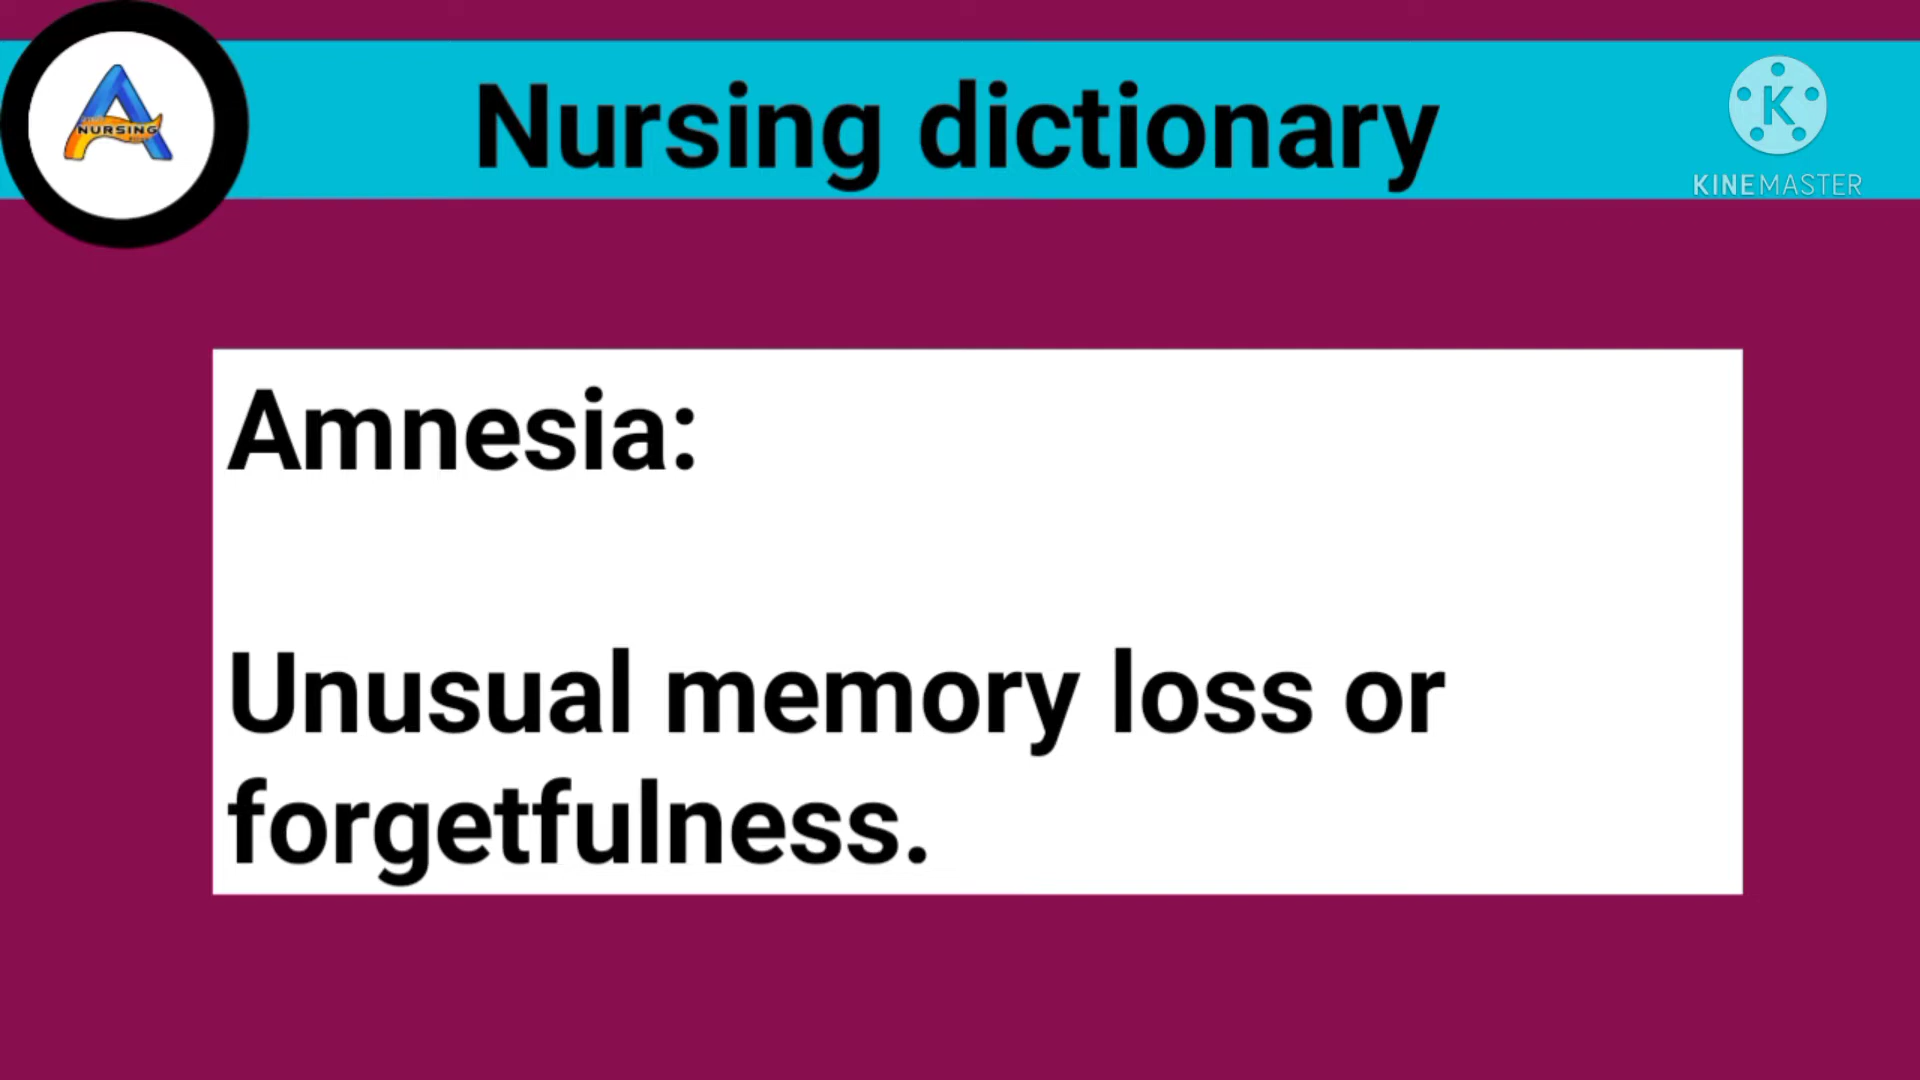 NURSING
Nursing dictionary
K
KINEMASTER
Amnesia:
Unusual memory loss or
forgetfulness.